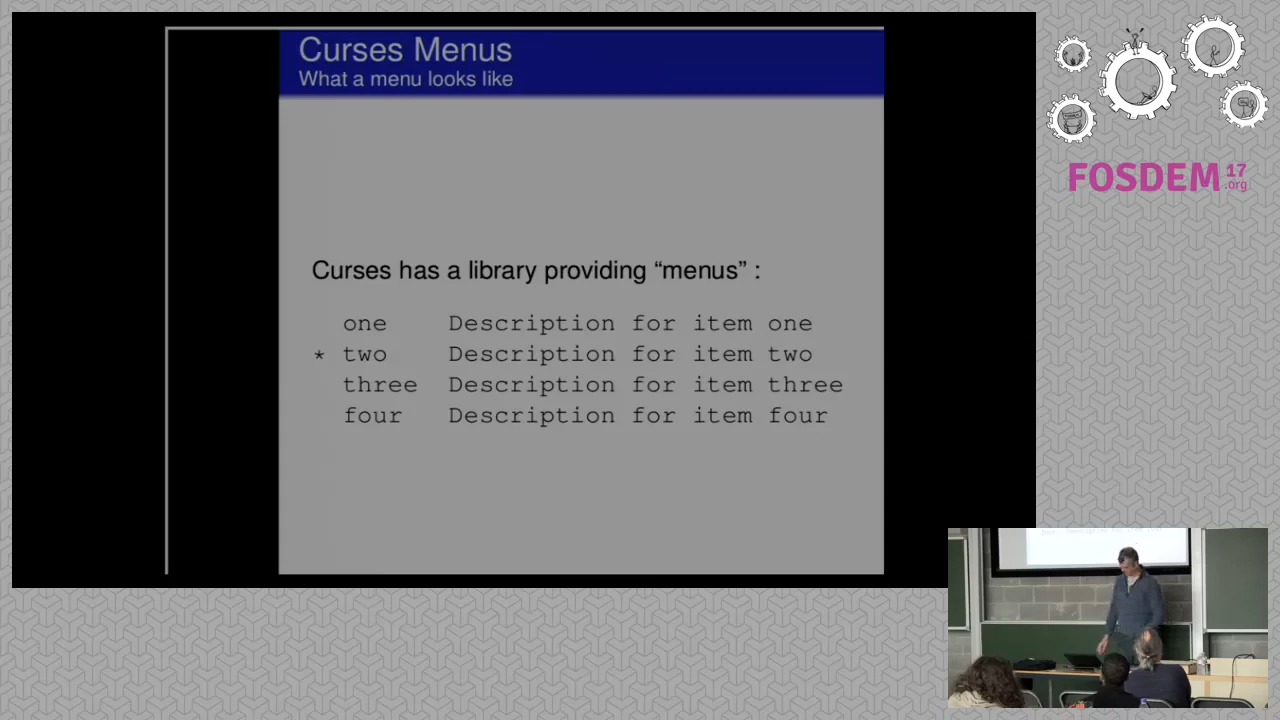 Curses Menus
What a menu looks like
Curses has a library providing “menus” :
one Description for item one
* two Description for item two
three Description for item three
four Description for item four
FOSDEM 17
.org